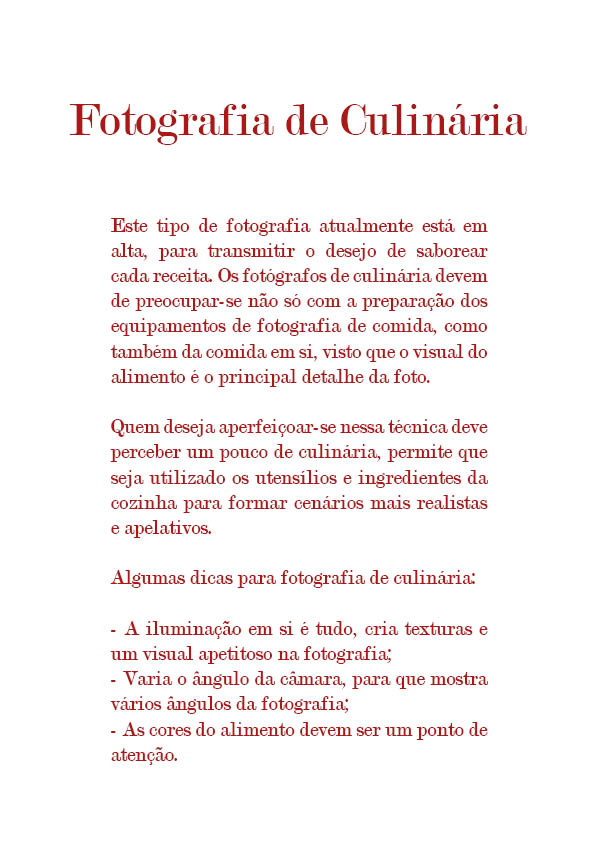 Fotografia de Culinária
Este tipo de fotografia atualmente está em
alta, para transmitir o desejo de saborear
cada receita. Os fotógrafos de culinária devem
de preocupar-se não só com a preparação dos
equipamentos de fotografia de comida, como
também da comida em si, visto que o visual do
alimento é o principal detalhe da foto.
Quem deseja aperfeiçoar-se nessa técnica deve
perceber um pouco de culinária, permite que
seja utilizado os utensílios e ingredientes da
cozinha para formar cenários mais realistas
e apelativos.
Algumas dicas para fotografia de culinária:
- A iluminação em si é tudo, cria texturas e
um visual apetitoso na fotografia;
- Varia o ângulo da câmara, para que mostra
vários ângulos da fotografia;
- As cores do alimento devem ser um ponto de
atenção.